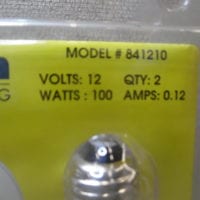 MODEL # 841210
VOLTS: 12 QTY: 2
G WATTS : 100 AMPS: 0.12